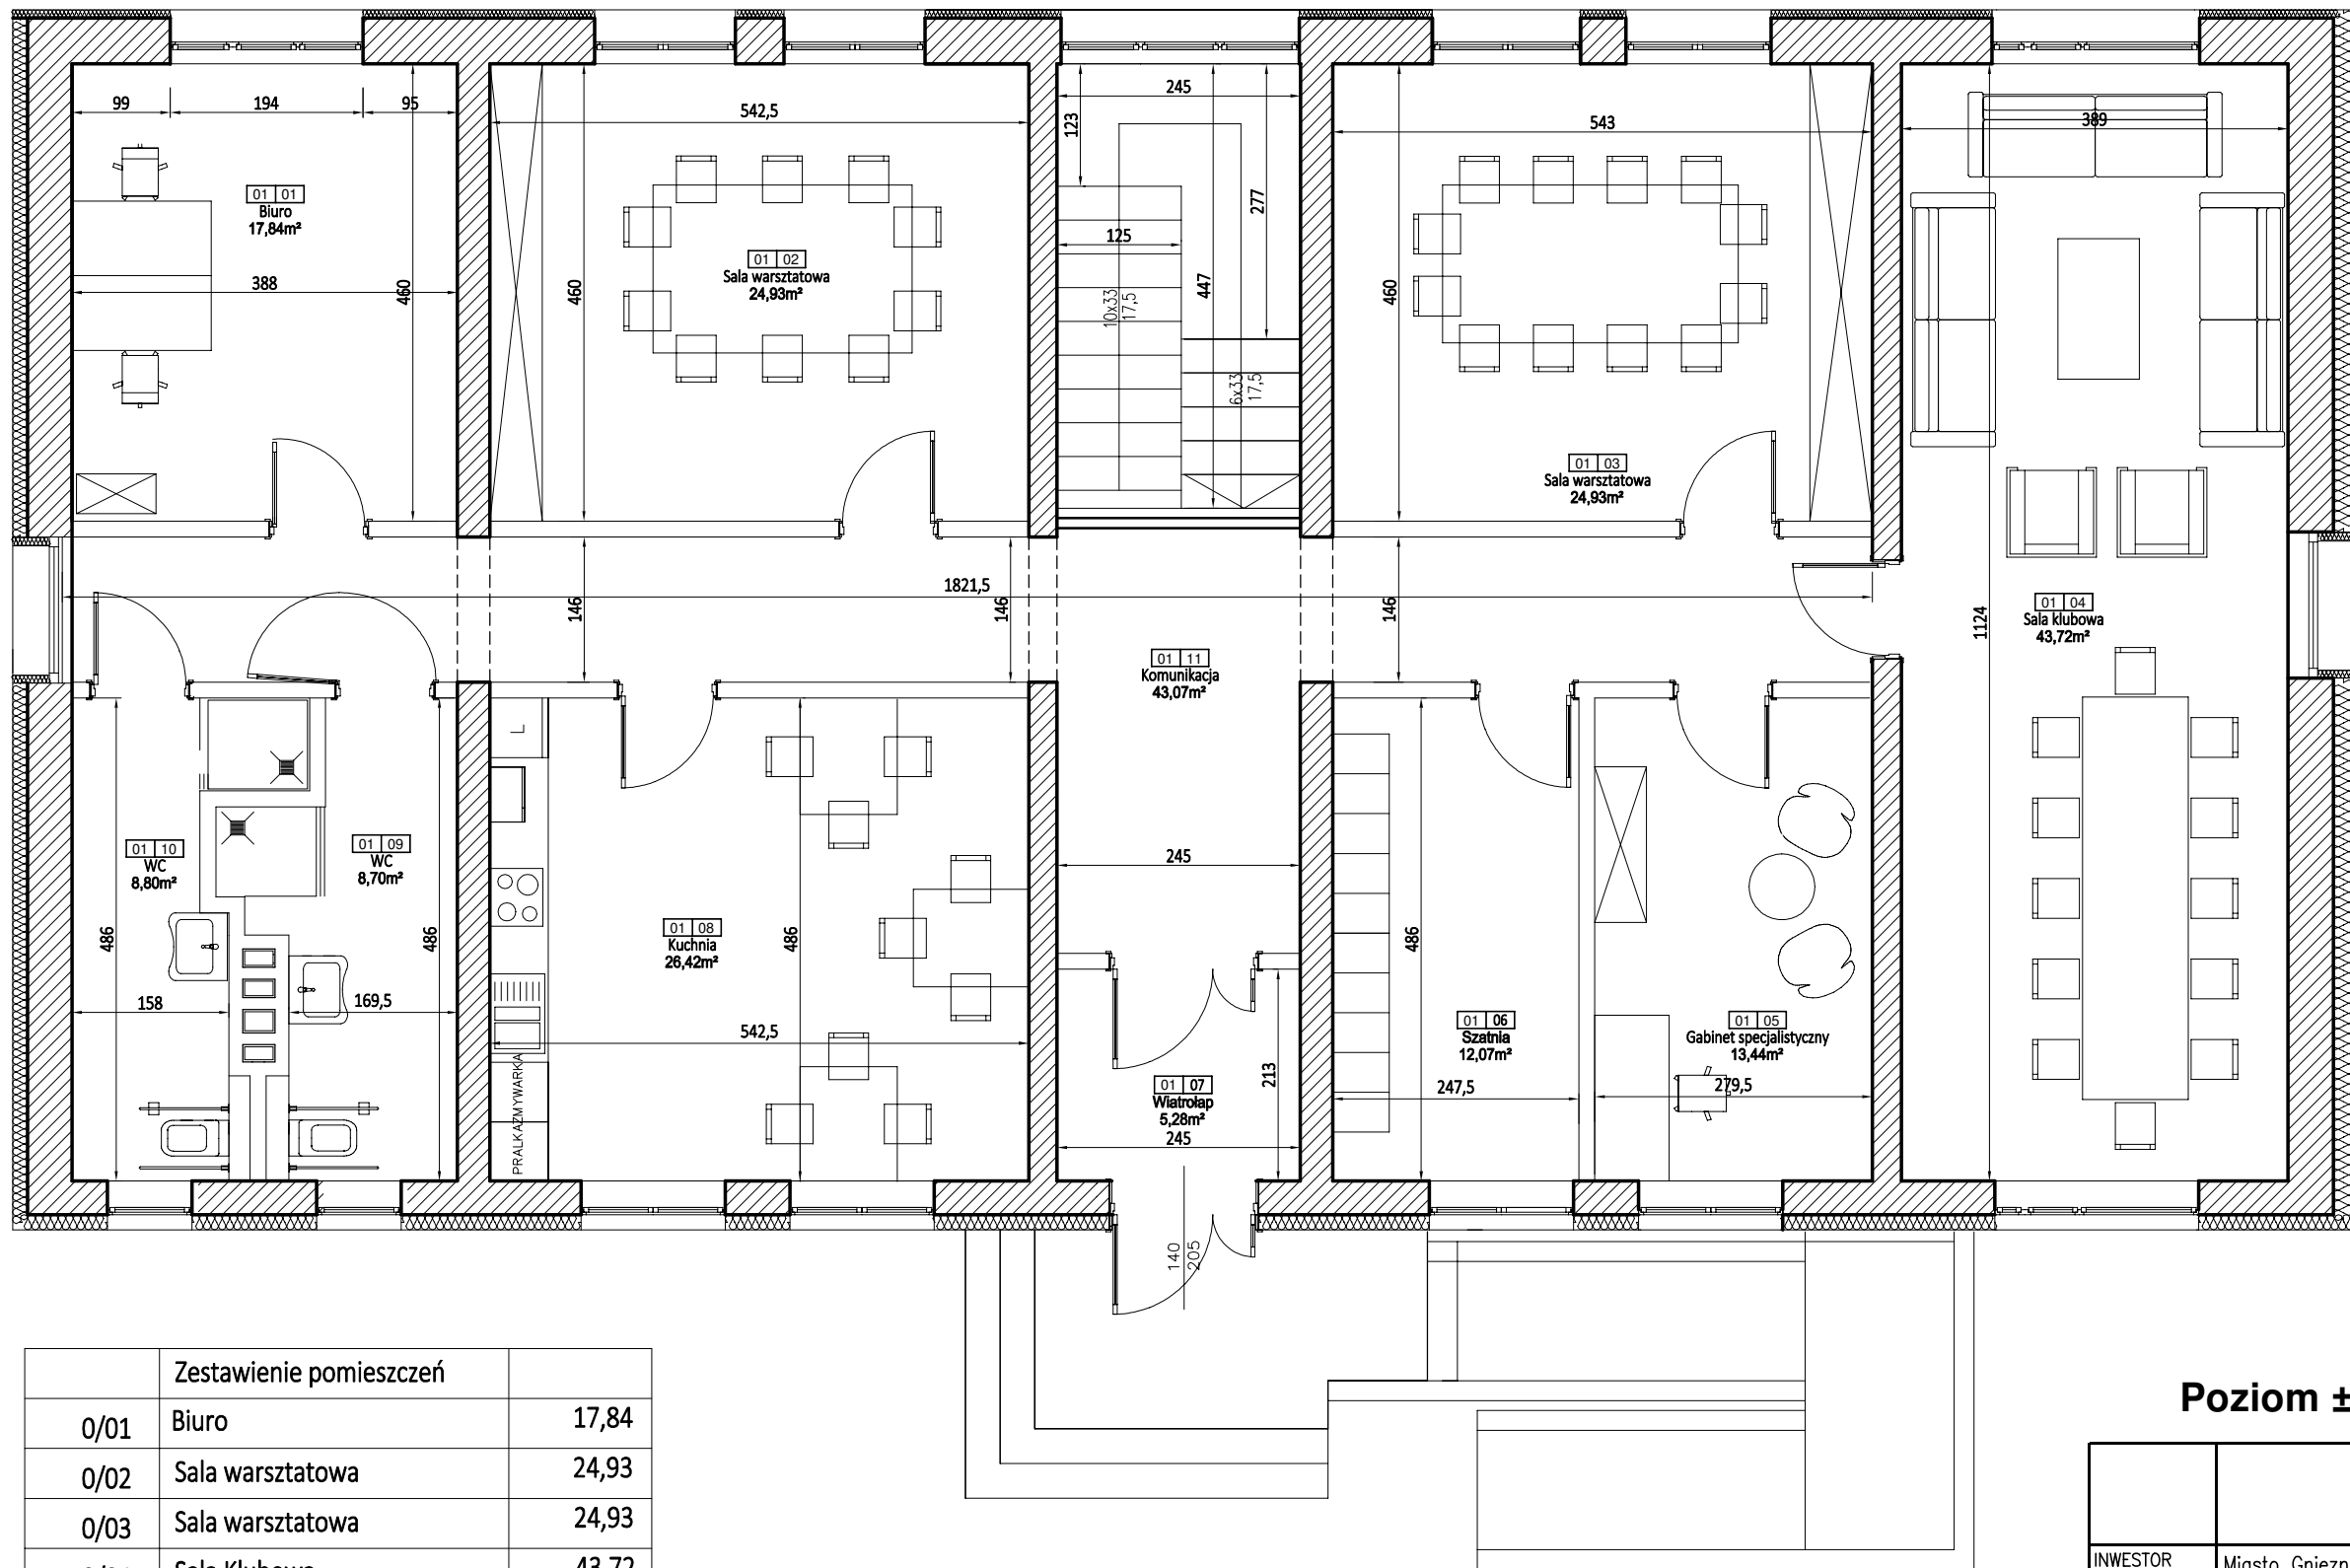 99
194
95
542,5
245
123
543
389
01 01
Biuro
17,84m²
388
460
01 02
Sala warsztatowa
24,93m²
460
125
277
447
10x33
17,5
6x33
17,5
460
01 03
Sala warsztatowa
24,93m²
1821,5
146
146
146
1124
01 04
Sala klubowa
43,72m²
01 11
Komunikacja
43,07m²
L
01 10
WC
8,80m²
01 09
WC
8,70m²
245
486
486
01 08
Kuchnia
26,42m²
486
486
158
169,5
542,5
01 06
Szatnia
12,07m²
01 05
Gabinet specjalistyczny
13,44m²
PRALKA
ZMYWARKA
01 07
Wiatrołap
5,28m²
213
247,5
279,5
245
140
205
Zestawienie pomieszczeń
0/01 Biuro 17,84
0/02 Sala warsztatowa 24,93
0/03 Sala warsztatowa 24,93
Sala Klubowa 43,72
Poziom ±
INWESTOR
Miasto Gniezn